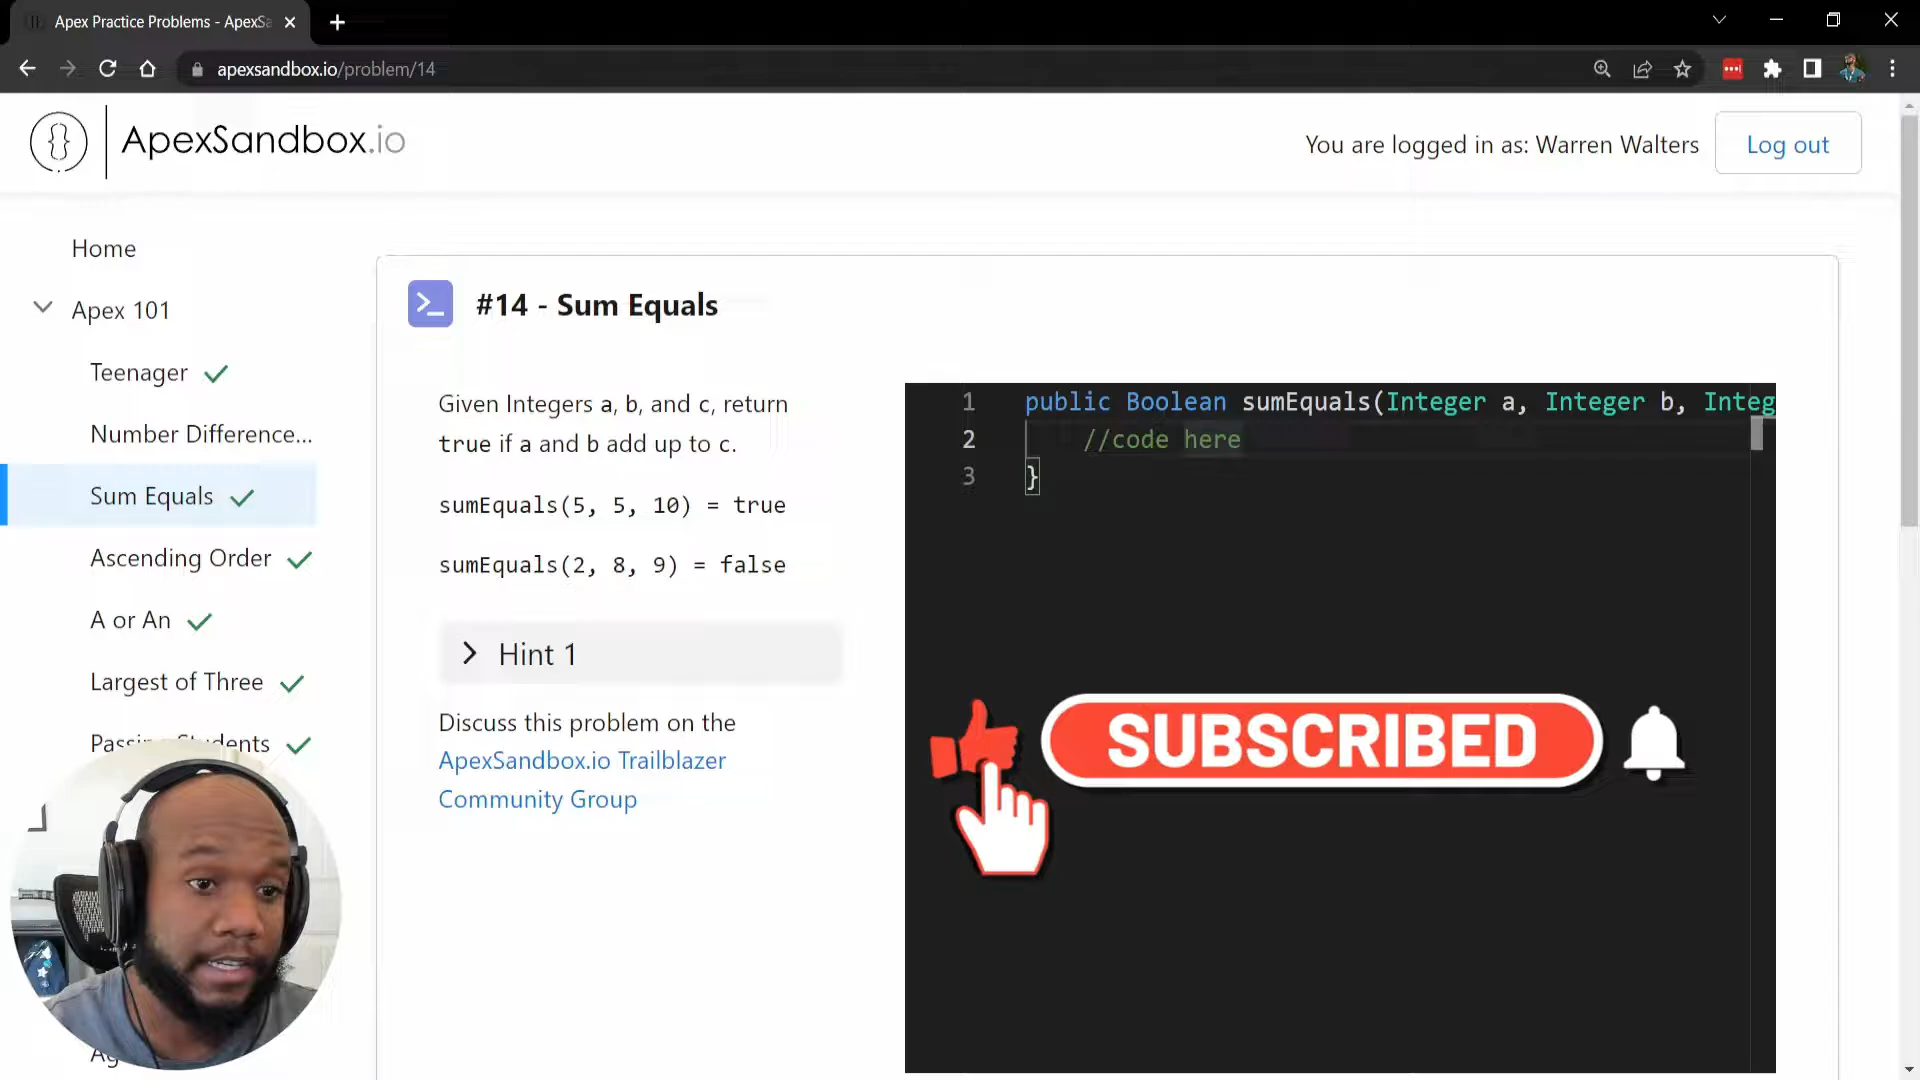 Apex Practice Problems - ApexSa
apexsandbox.io/problem/14
ApexSandbox.io
You are logged in as: Warren Walters
Log out
Home
Apex 101
Teenager
Number Difference...
Sum Equals
Ascending Order
A or An
Largest of Three
#14 - Sum Equals
Given Integers a, b, and c, return
true if a and b add up to c.
sumEquals(5, 5, 10) = true
sumEquals(2, 8, 9) = false
Hint 1
Discuss this problem on the
ApexSandbox.io Trailblazer
Community Group
1 public Boolean sumEquals(Integer a, Integer b, Integ
2 //code here
3 }
SUBSCRIBED